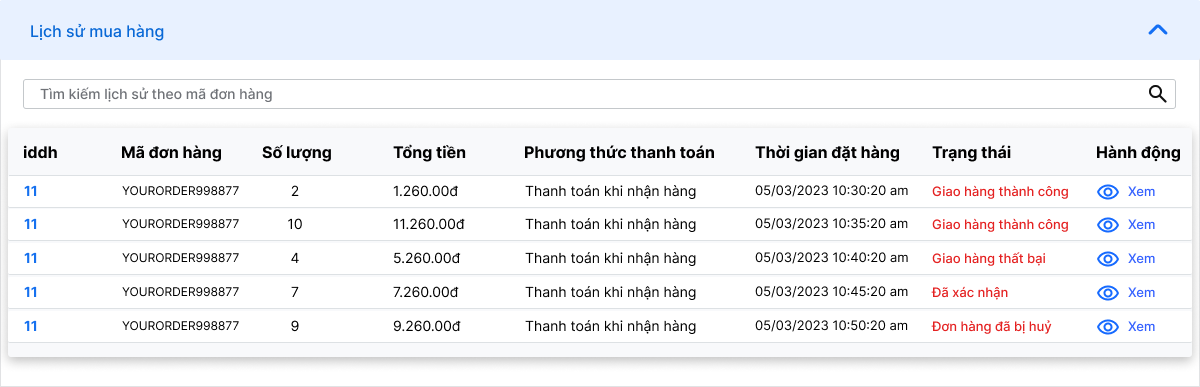 Lịch sử mua hàng
Tìm kiếm lịch sử theo mã đơn hàng
iddh Mã đơn hàng Số lượng Tổng tiền Phương thức thanh toán Thời gian đặt hàng Trạng thái Hành động
11 YOURORDER998877 2 1.260.00đ Thanh toán khi nhận hàng 05/03/2023 10:30:20 am Giao hàng thành công Xem
11 YOURORDER998877 10 11.260.00đ Thanh toán khi nhận hàng 05/03/2023 10:35:20 am Giao hàng thành công Xem
11 YOURORDER998877 4 5.260.00đ Thanh toán khi nhận hàng 05/03/2023 10:40:20 am Giao hàng thất bại Xem
11 YOURORDER998877 7 7.260.00đ Thanh toán khi nhận hàng 05/03/2023 10:45:20 am Đã xác nhận Xem
11 YOURORDER998877 9 9.260.00đ Thanh toán khi nhận hàng 05/03/2023 10:50:20 am Đơn hàng đã bị huỷ Xem